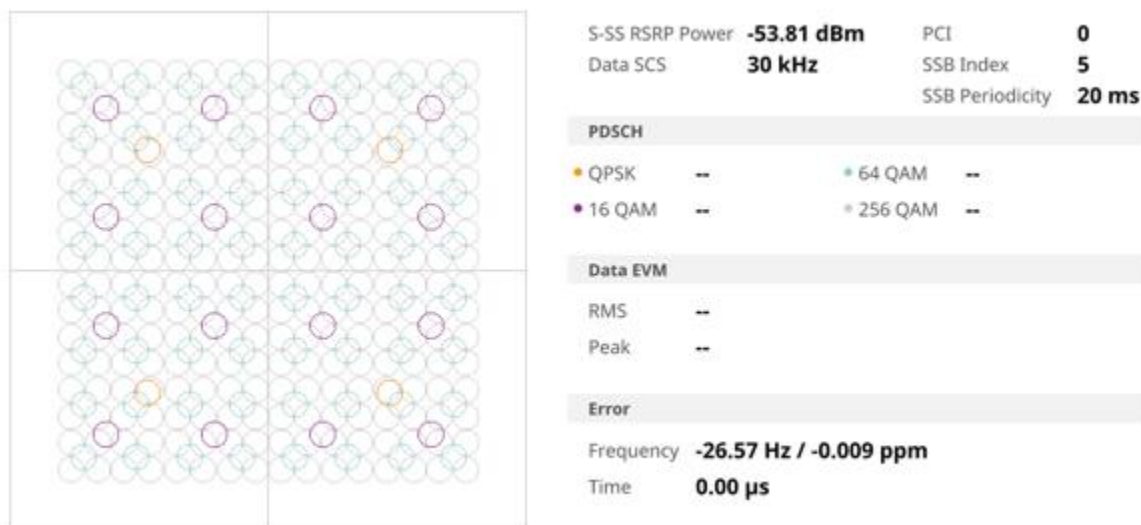 S-SS RSRP Power -53.81 dBm PCI 0
Data SCS 30 kHz SSB Index 5
SSB Periodicity 20 ms
PDSCH
QPSK -- 64 QAM --
16 QAM -- 256 QAM --
Data EVM
RMS --
Peak --
Error
Frequency -26.57 Hz / -0.009 ppm
Time 0.00 µs